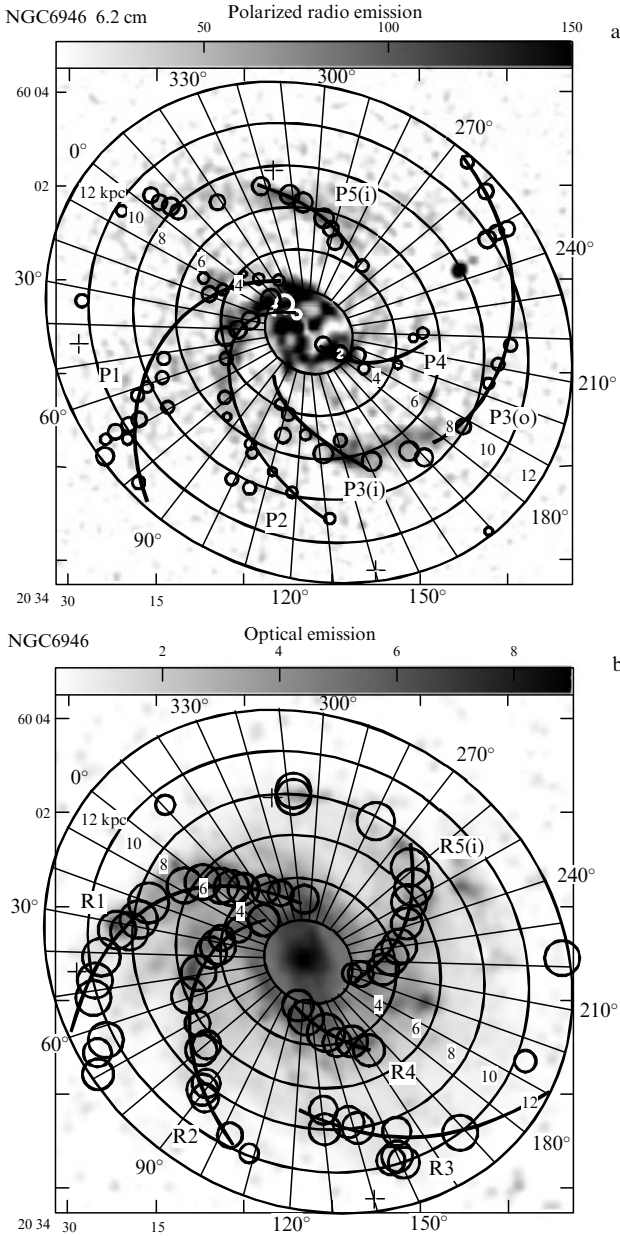 NGC6946 6.2 cm Polarized radio emission a
50 100 150
60 04
330° 300°
270°
0°
02
12 kpc
10
8
P5(i)
240°
6
4
30°
30°
2
P4
4
P1
210°
6
60°
8
P3(o)
10
12
P3(i)
P2
180°
90°
20 34 30 15 120° 150°
NGC6946 Optical emission b
2 4 6 8
60 04
330° 300°
270°
0°
02
12 kpc
10
8
R5(i)
6
240°
R1
4
30°
4
210°
6
60°
8
R4
10
12
180°
R2
R3
90°
20 34 30 15 120° 150°